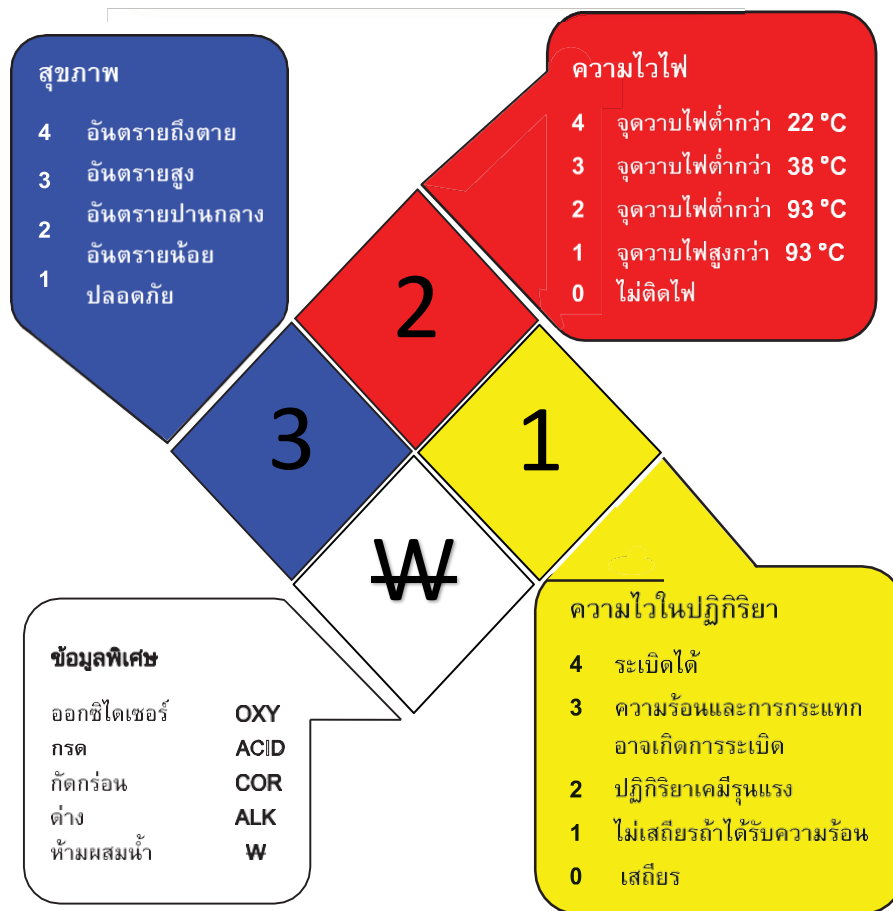 สุขภาพ
4 อันตรายถึงตาย
3 อันตรายสูง
2 อันตรายปานกลาง
1 อันตรายน้อย
ปลอดภัย
ความไวไฟ
4 จุดวาบไฟต่ำกว่า 22 °C
3 จุดวาบไฟต่ำกว่า 38 °C
2 จุดวาบไฟต่ำกว่า 93 °C
1 จุดวาบไฟสูงกว่า 93 °C
0 ไม่ติดไฟ
2
3
1
W
ข้อมูลพิเศษ
ออกซิไดเซอร์ OXY
กรด ACID
กัดกร่อน COR
ด่าง ALK
ห้ามผสมน้ำ W
ความไวในปฏิกิริยา
4 ระเบิดได้
3 ความร้อนและการกระแทก
อาจเกิดการระเบิด
2 ปฏิกิริยาเคมีรุนแรง
1 ไม่เสถียรถ้าได้รับความร้อน
0 เสถียร